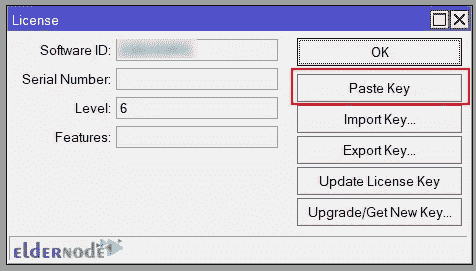 License
Software ID:
OK
Serial Number:
Paste Key
Level: 6
Import Key...
Features:
Export Key...
Update License Key
Upgrade/Get New Key...
ELDERNODE